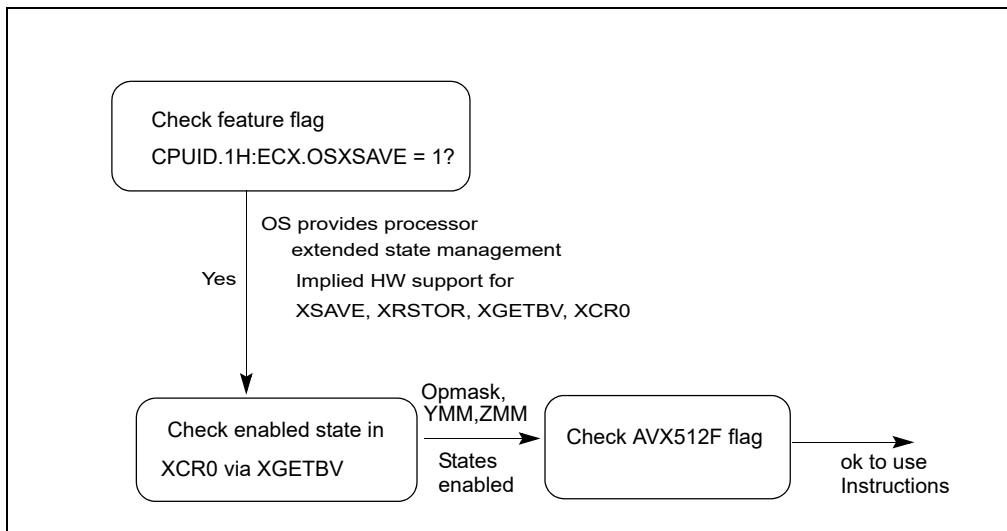 Check feature flag
CPUID.1H:ECX.OSXSAVE = 1?
OS provides processor
extended state management
Yes
Implied HW support for
XSAVE, XRSTOR, XGETBV, XCR0
Check enabled state in
XCR0 via XGETBV
Opmask,
YMM,ZMM
States
enabled
Check AVX512F flag
ok to use
Instructions